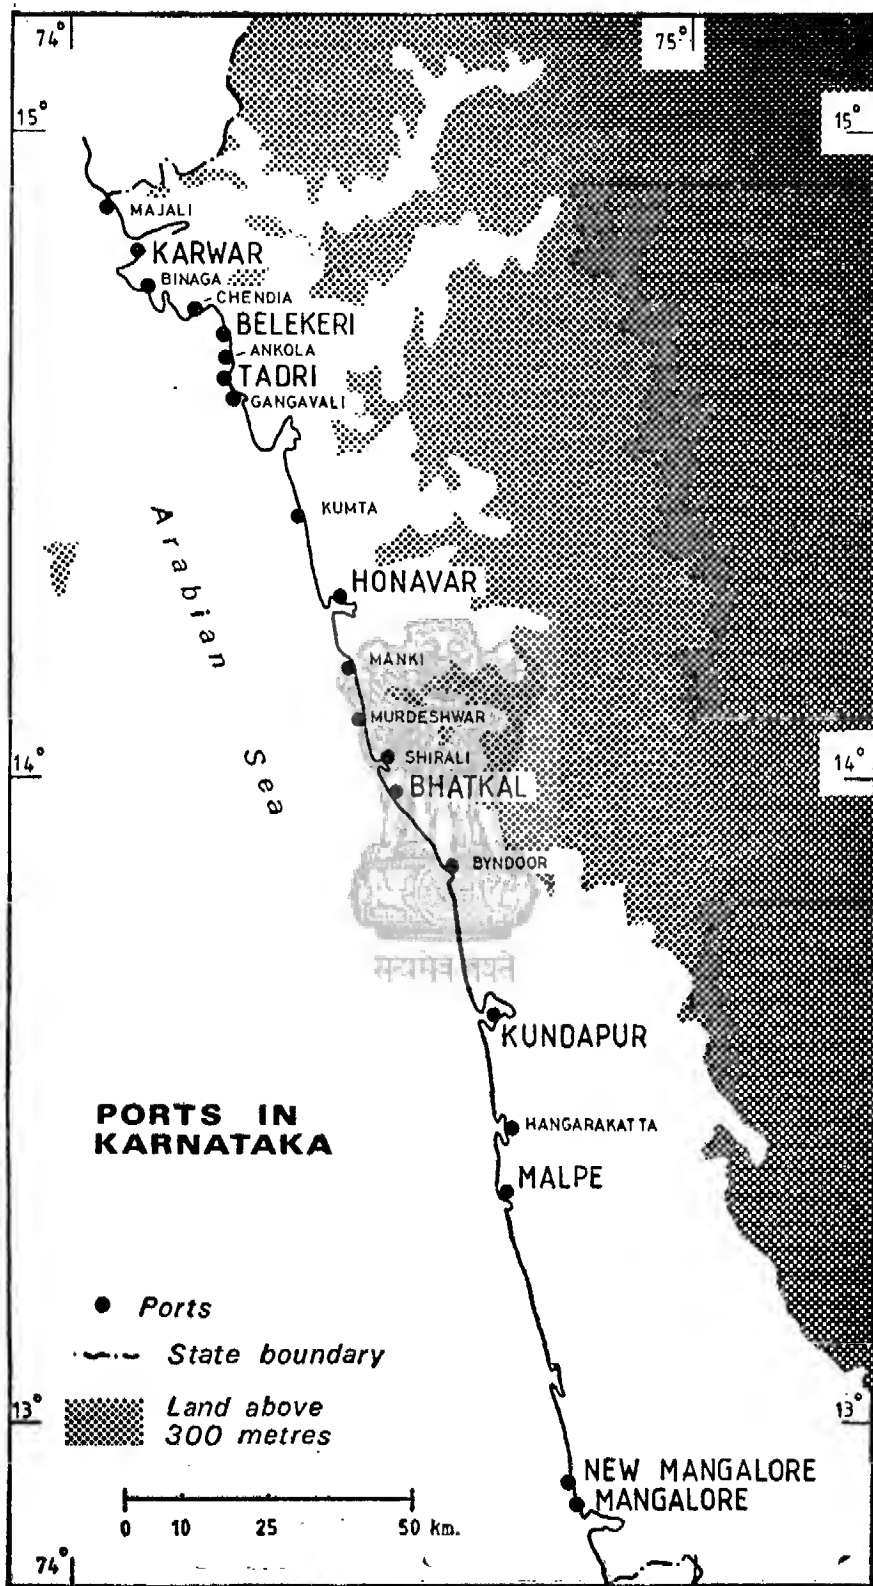 74°
75°
15°
15°
MAJALI
KARWAR
BINAGA
CHENDIA
BELEKERI
ANKOLA
TADRI
GANGAVALI
KUMTA
Arabian Sea
HONAVAR
MANKI
MURDESHWAR
SHIRALI
14°
14°
BHATKAL
BYNDOOR
सत्यमेव जयते
KUNDAPUR
PORTS IN
KARNATAKA
HANGARAKATTA
MALPE
Ports
State boundary
Land above
300 metres
13°
13°
NEW MANGALORE
MANGALORE
0 10 25 50 km.
74°